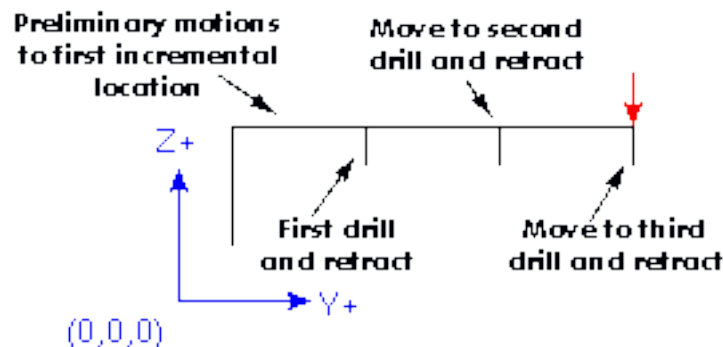 Preliminary motions
to first incremental
location
Move to second
drill and retract
Z+
First drill
and retract
Move to third
drill and retract
Y+
(0,0,0)